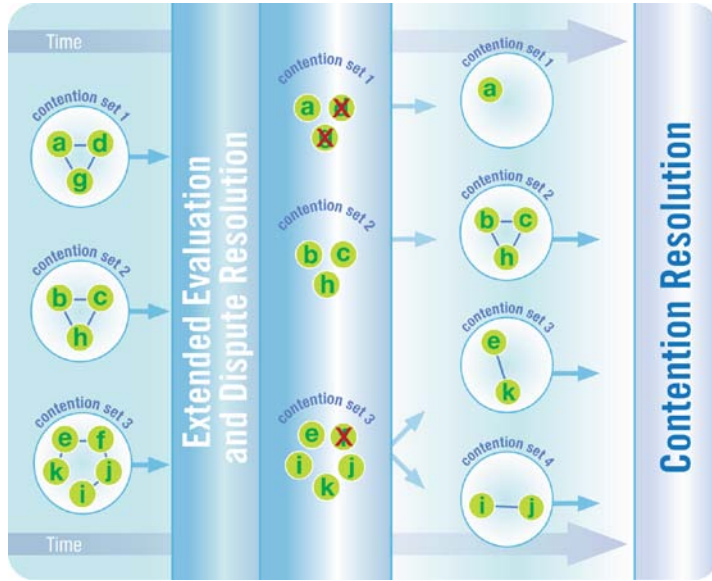 Time
contention set 1
a
d
g
contention set 2
b
c
h
contention set 3
e
f
k
j
i
Time
Extended Evaluation
and Dispute Resolution
contention set 1
a
contention set 2
b
c
h
contention set 3
e
i
j
k
contention set 1
a
contention set 2
b
c
h
contention set 3
e
k
contention set 4
i
j
Contention Resolution